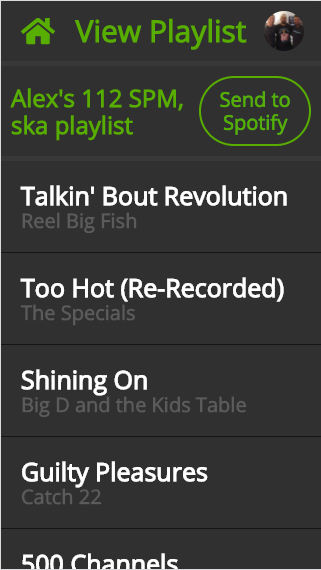 View Playlist
Alex's 112 SPM,
ska playlist
Send to
Spotify
Talkin' Bout Revolution
Reel Big Fish
Too Hot (Re-Recorded)
The Specials
Shining On
Big D and the Kids Table
Guilty Pleasures
Catch 22
500 Channels